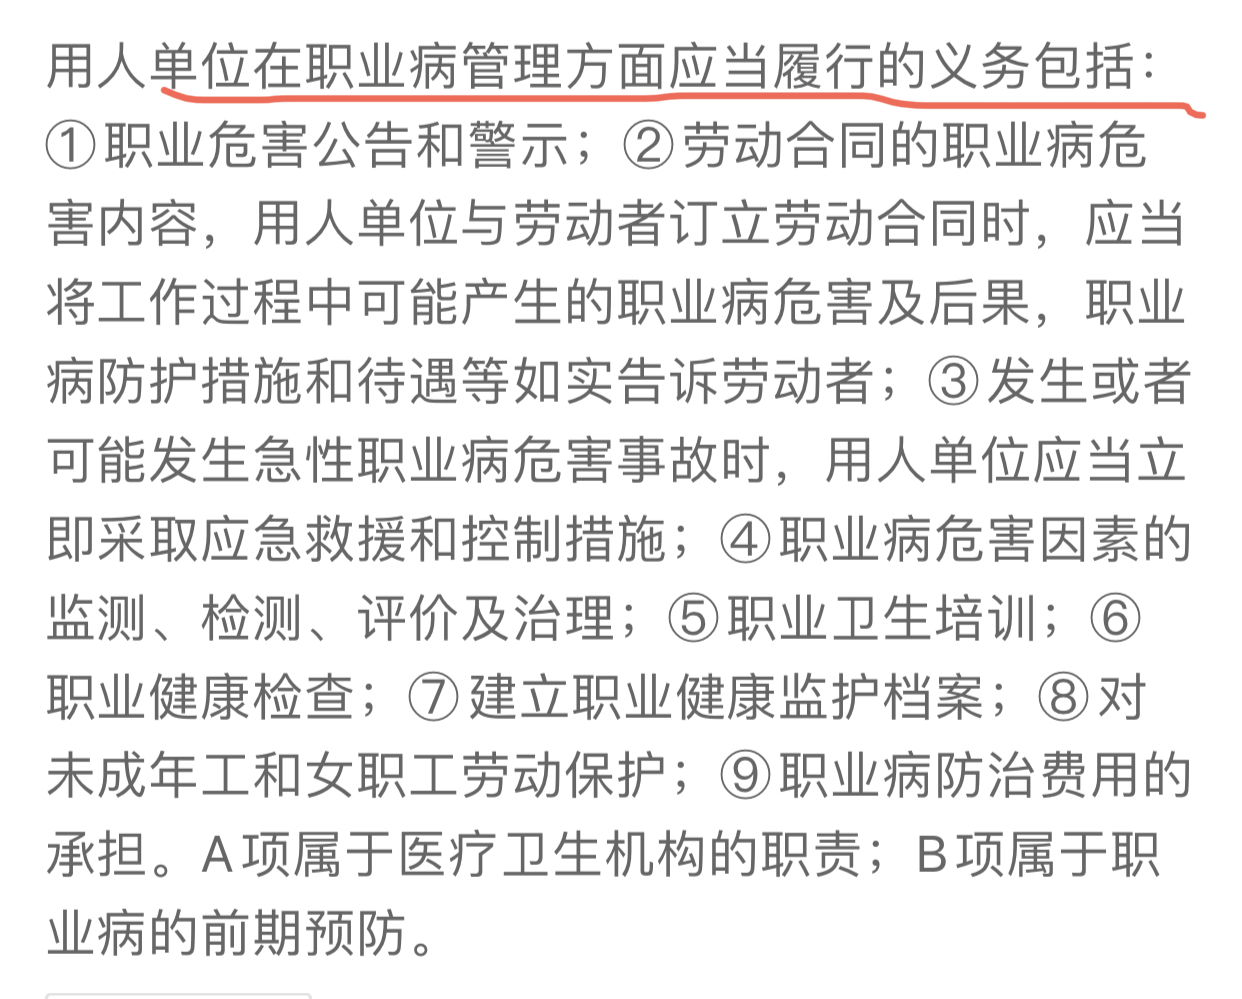 用人单位在职业病管理方面应当履行的义务包括：
①职业危害公告和警示；②劳动合同的职业病危
害内容，用人单位与劳动者订立劳动合同时，应当
将工作过程中可能产生的职业病危害及后果，职业
病防护措施和待遇等如实告诉劳动者；③发生或者
可能发生急性职业病危害事故时，用人单位应当立
即采取应急救援和控制措施；④职业病危害因素的
监测、检测、评价及治理；⑤职业卫生培训；⑥
职业健康检查；⑦建立职业健康监护档案；⑧对
未成年工和女职工劳动保护；⑨职业病防治费用的
承担。A项属于医疗卫生机构的职责；B项属于职
业病的前期预防。